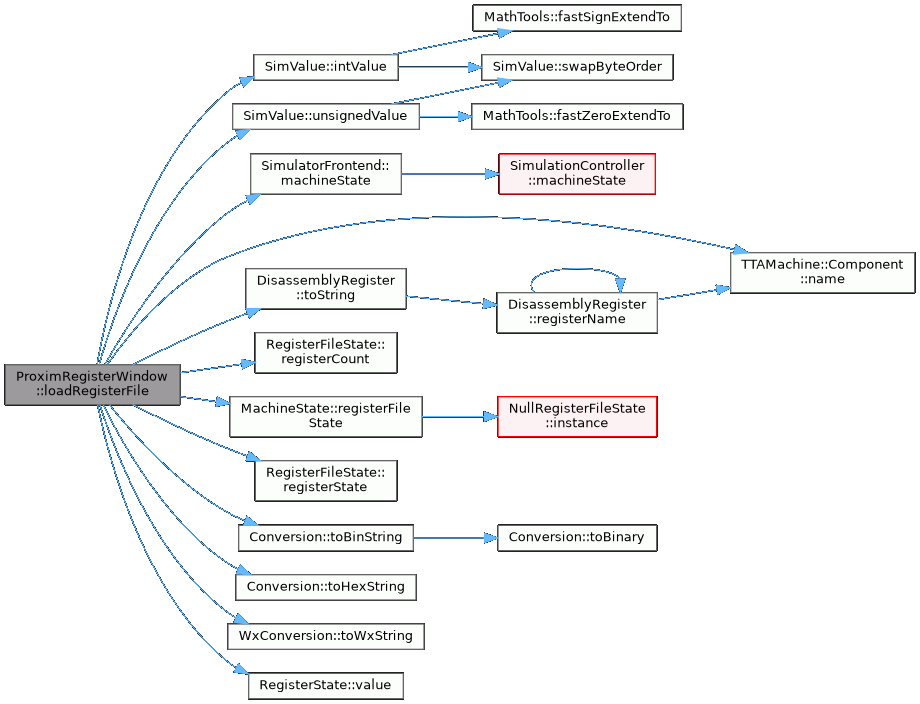 MathTools::fastSignExtendTo
SimValue::intValue
SimValue::swapByteOrder
SimValue::unsignedValue
MathTools::fastZeroExtendTo
SimulatorFrontend::
machineState
SimulationController
::machineState
TTAMachine::Component
::name
DisassemblyRegister
::toString
DisassemblyRegister
::registerName
RegisterFileState::
registerCount
ProximRegisterWindow
::loadRegisterFile
MachineState::registerFile
State
NullRegisterFileState
::instance
RegisterFileState::
registerState
Conversion::toBinString
Conversion::toBinary
Conversion::toHexString
WxConversion::toWxString
RegisterState::value